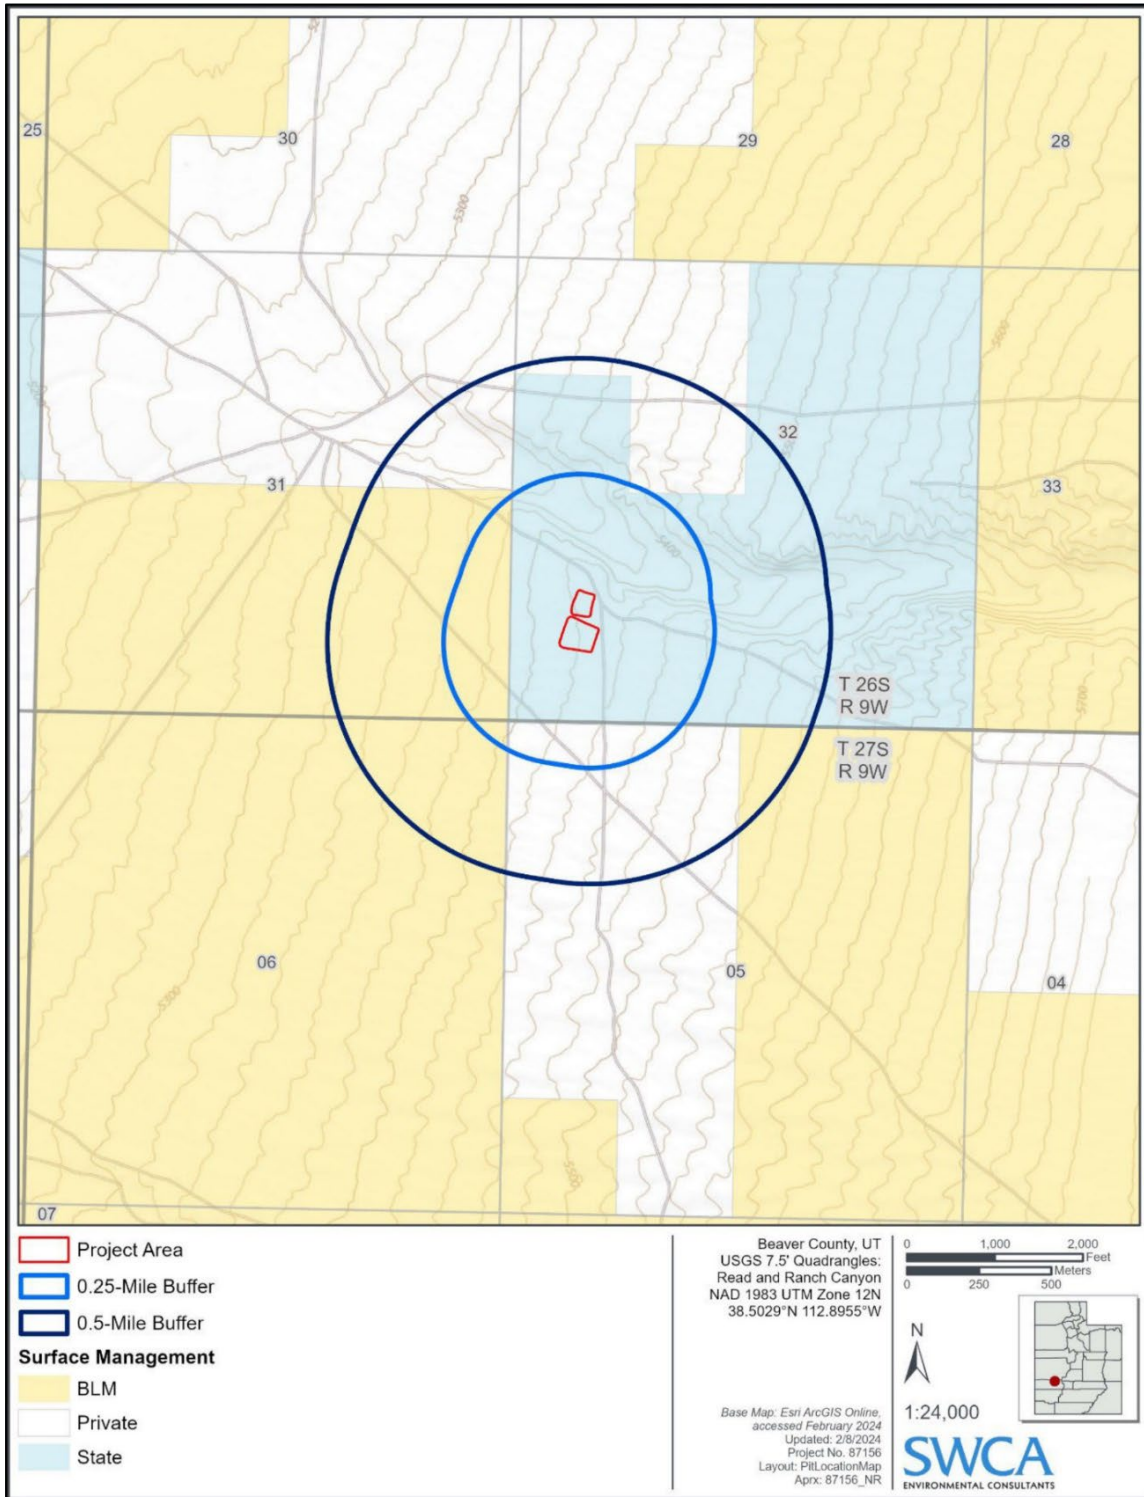 25
30
29
28
5300
5600
32
31
33
5400
T 26S
R 9W
5700
T 27S
R 9W
06
05
04
5300
5500
07
Project Area
0.25-Mile Buffer
0.5-Mile Buffer
Surface Management
BLM
Private
State
Beaver County, UT
USGS 7.5' Quadrangles:
Read and Ranch Canyon
NAD 1983 UTM Zone 12N
38.5029°N 112.8955°W
Base Map: Esri ArcGIS Online,
accessed February 2024
Updated: 2/8/2024
Project No. 87156
Layout: PitLocationMap
Aprx: 87156_NR
0 1,000 2,000
Feet
Meters
0 250 500
N
1:24,000
SWCA
ENVIRONMENTAL CONSULTANTS